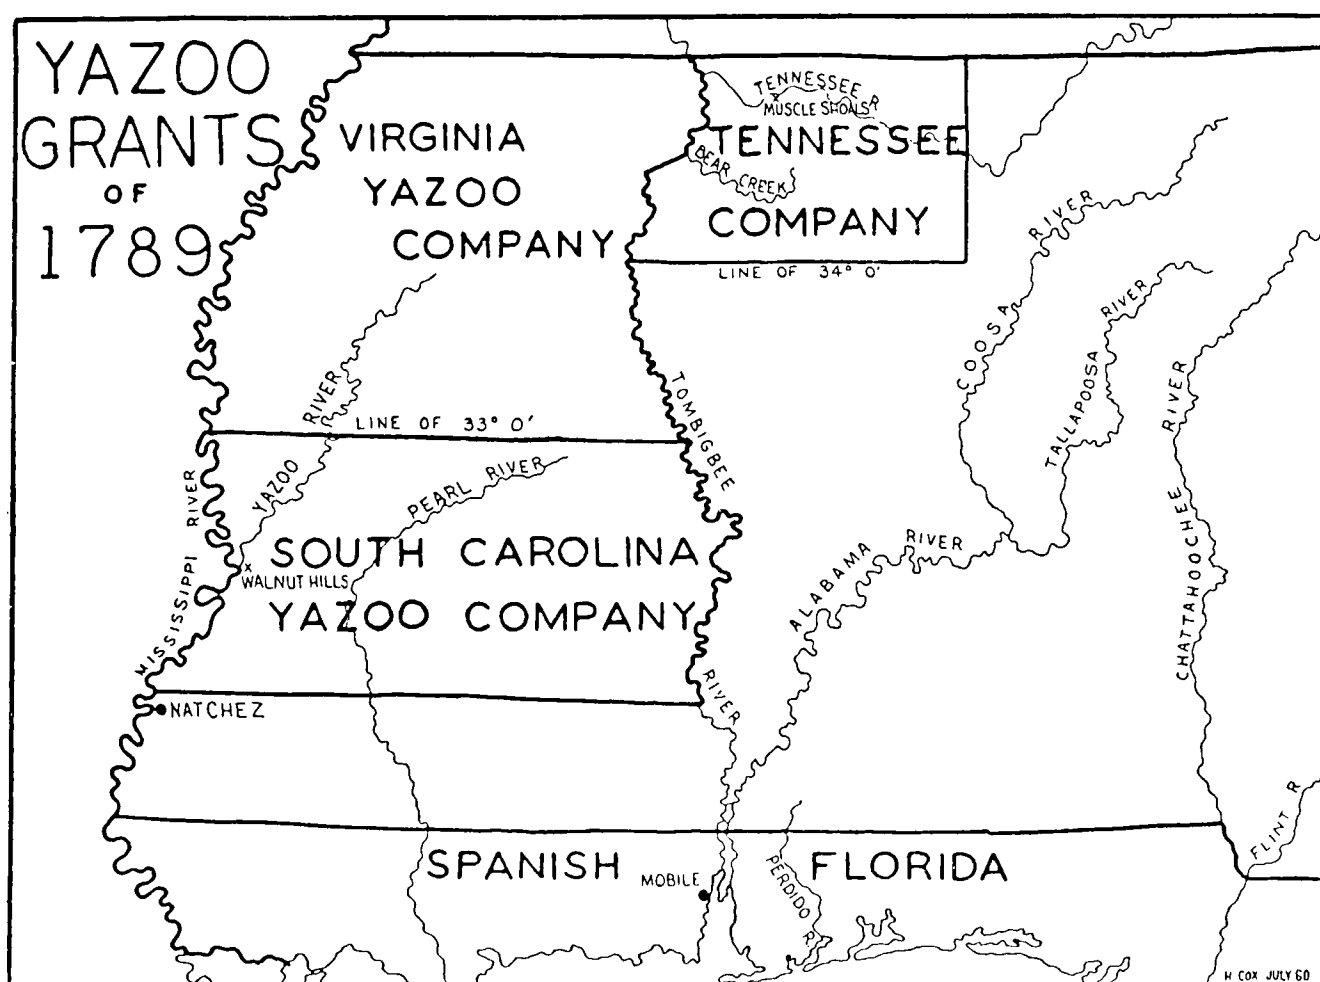 YAZOO
GRANTS
OF
1789
VIRGINIA
YAZOO
COMPANY
TENNESSEE R
MUSCLE SHOALS
TENNESSEE
BEAR CREEK
COMPANY
LINE OF 34° 0'
COOSA RIVER
TALLAPOOSA RIVER
CHATTAHOOCHEE RIVER
YAZOO RIVER
LINE OF 33° 0'
TOMBIGBEE RIVER
MISSISSIPPI RIVER
PEARL RIVER
SOUTH CAROLINA
WALNUT HILLS
YAZOO COMPANY
ALABAMA RIVER
NATCHEZ
FLINT R
SPANISH FLORIDA
MOBILE
PERDIDO R
H COX JULY 60